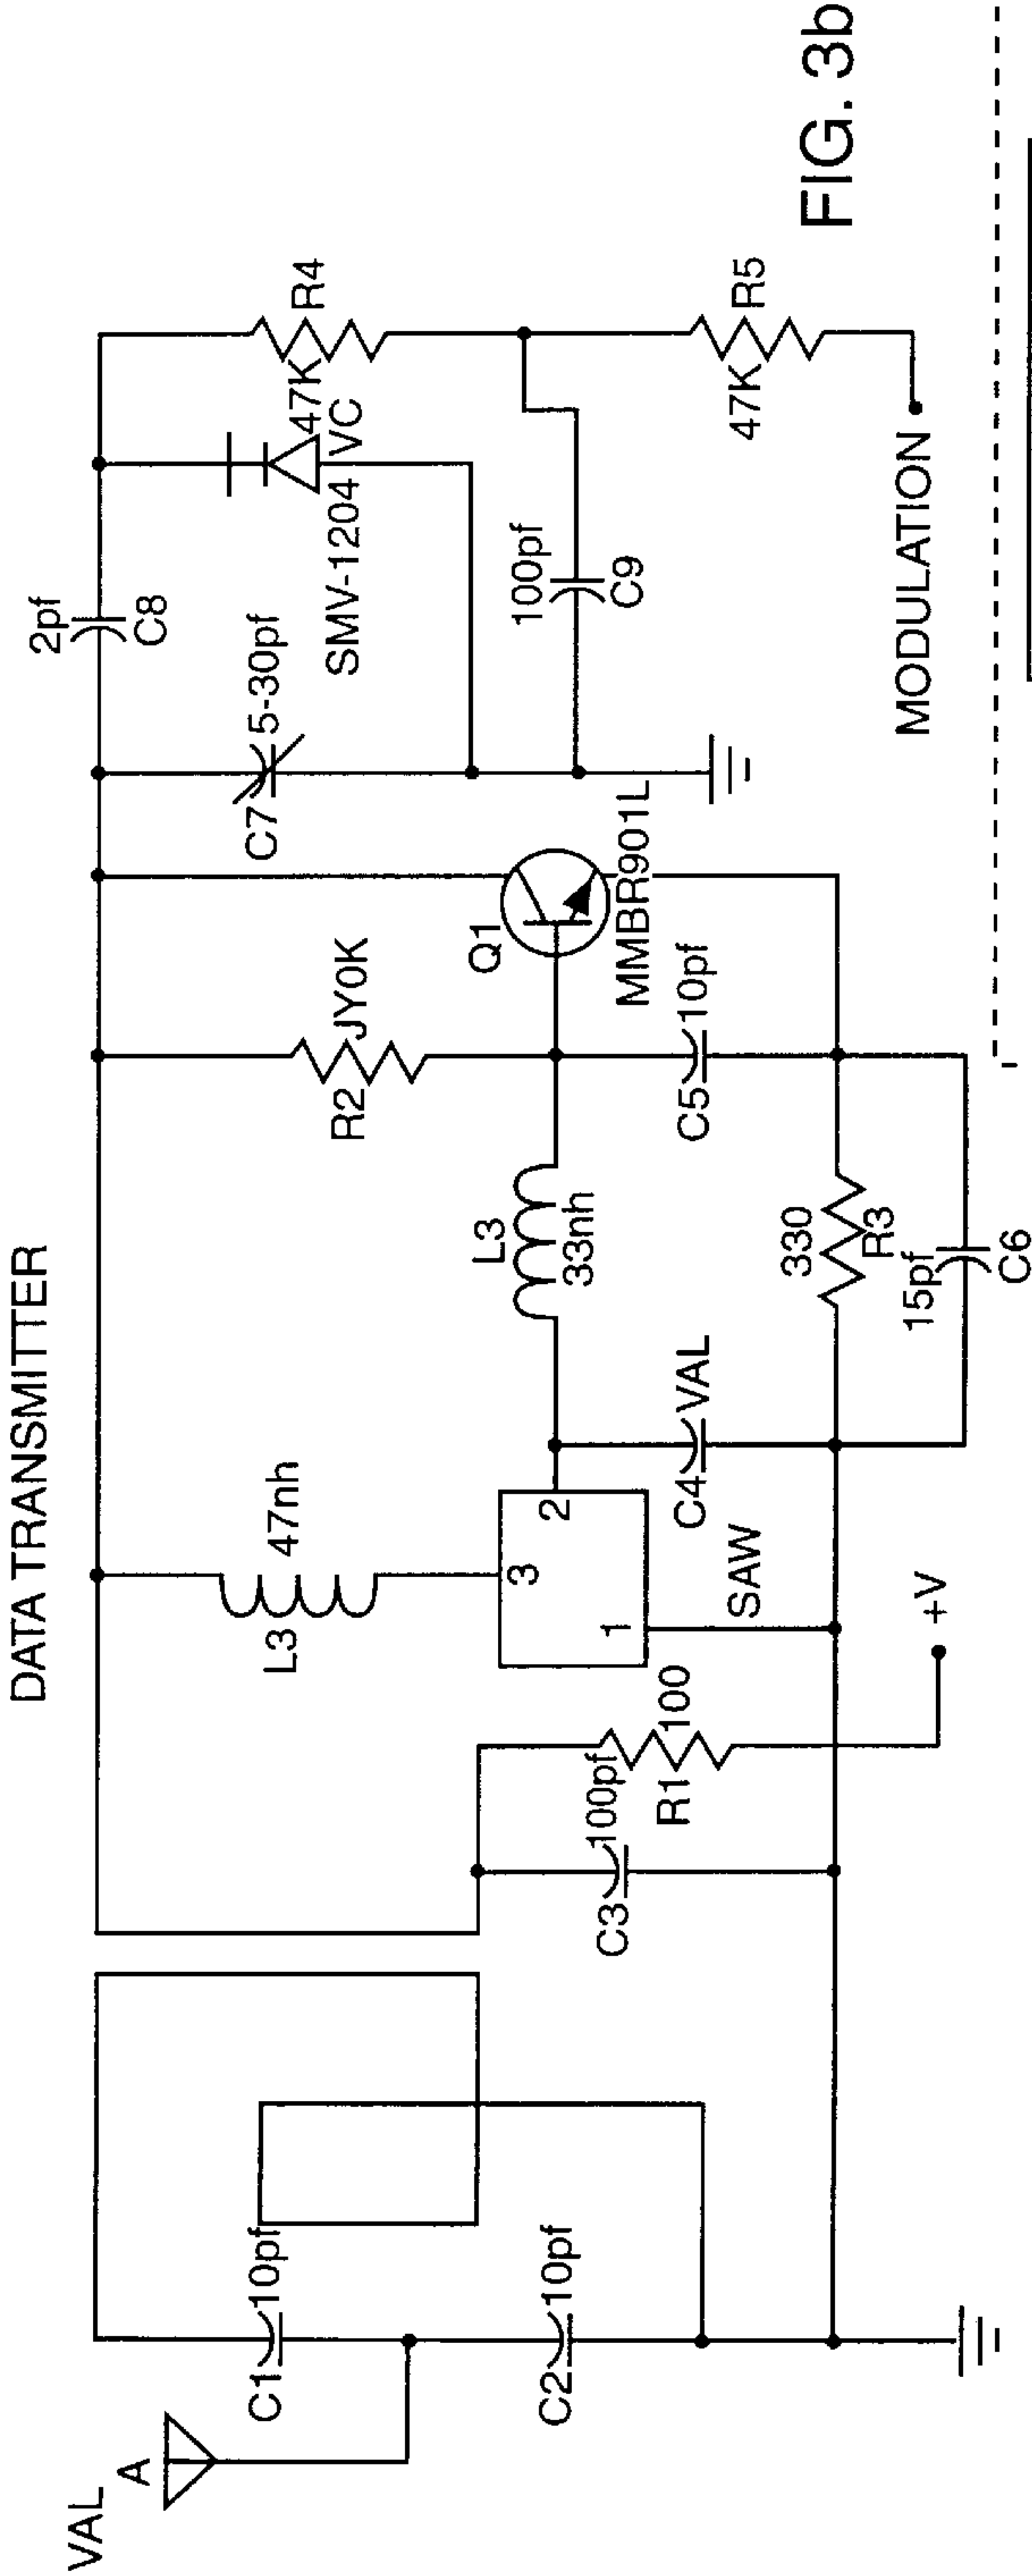 DATA TRANSMITTER
VAL
A
C1 10pf
C2 10pf
C3 100pf
R1 100
+V
L3 47nh
3
2
1
SAW
C4 VAL
L3
33nh
R2 JY0K
C5 10pf
330
R3
15pf
C6
Q1
MMBR901L
C7 5-30pf
2pf
C8
SMV-1204 VC
47K R4
100pf
C9
47K R5
MODULATION
FIG. 3b